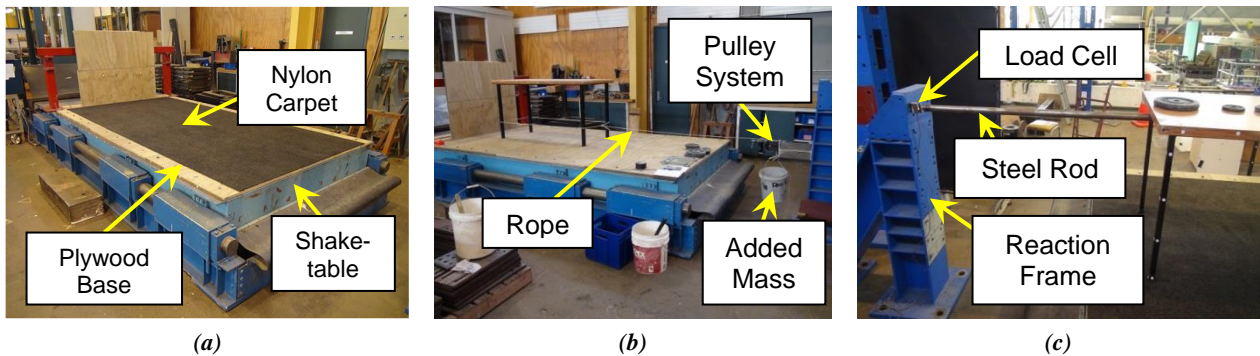 Nylon
Carpet
Plywood
Base
Shake-
table
(a)
Pulley
System
Rope
Added
Mass
(b)
Load Cell
Steel Rod
Reaction
Frame
(c)